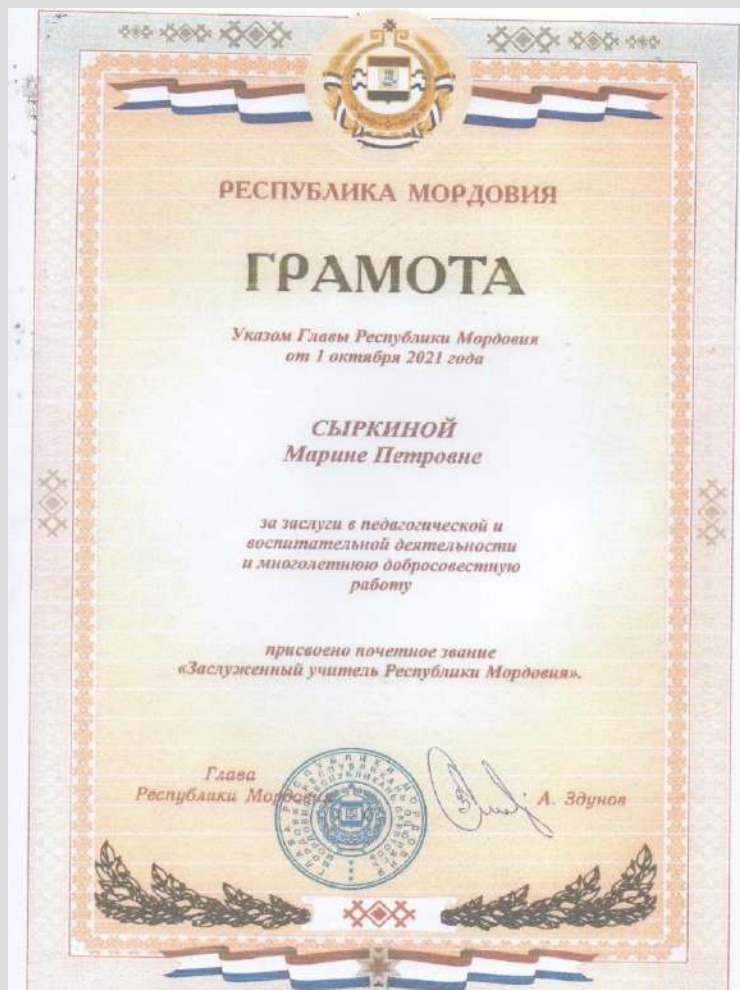 РЕСПУБЛИКА МОРДОВИЯ
ГРАМОТА
Указом Главы Республики Мордовия
от 1 октября 2021 года
СЫРКИНОЙ
Марине Петровне
за заслуги в педагогической и
воспитательной деятельности
и многолетнюю добросовестную
работу
присвоено почетное звание
«Заслуженный учитель Республики Мордовия».
Глава
Республики Мордовия
А. Здунов